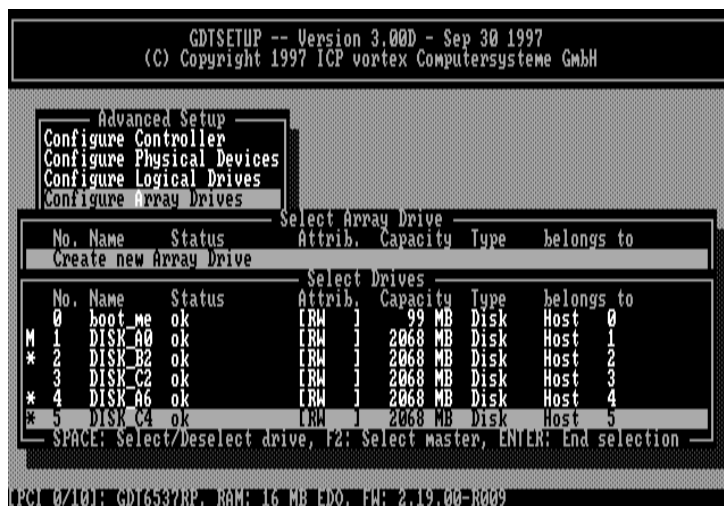 GDTSETUP -- Version 3.00D - Sep 30 1997
(C) Copyright 1997 ICP vortex Computersysteme GmbH
Advanced Setup
Configure Controller
Configure Physical Devices
Configure Logical Drives
Configure Array Drives
Select Array Drive
No. Name Status Attrib. Capacity Type belongs to
Create new Array Drive
Select Drives
No. Name Status Attrib. Capacity Type belongs to
0 boot_me ok [RW ] 99 MB Disk Host 0
M 1 DISK_A0 ok [RW ] 2068 MB Disk Host 1
* 2 DISK_B2 ok [RW ] 2068 MB Disk Host 2
3 DISK_C2 ok [RW ] 2068 MB Disk Host 3
* 4 DISK_A6 ok [RW ] 2068 MB Disk Host 4
* 5 DISK_C4 ok [RW ] 2068 MB Disk Host 5
SPACE: Select/Deselect drive, F2: Select master, ENTER: End selection
[PCI 0/10]: GDT6537RP, RAM: 16 MB EDO, FW: 2.19.00-R009